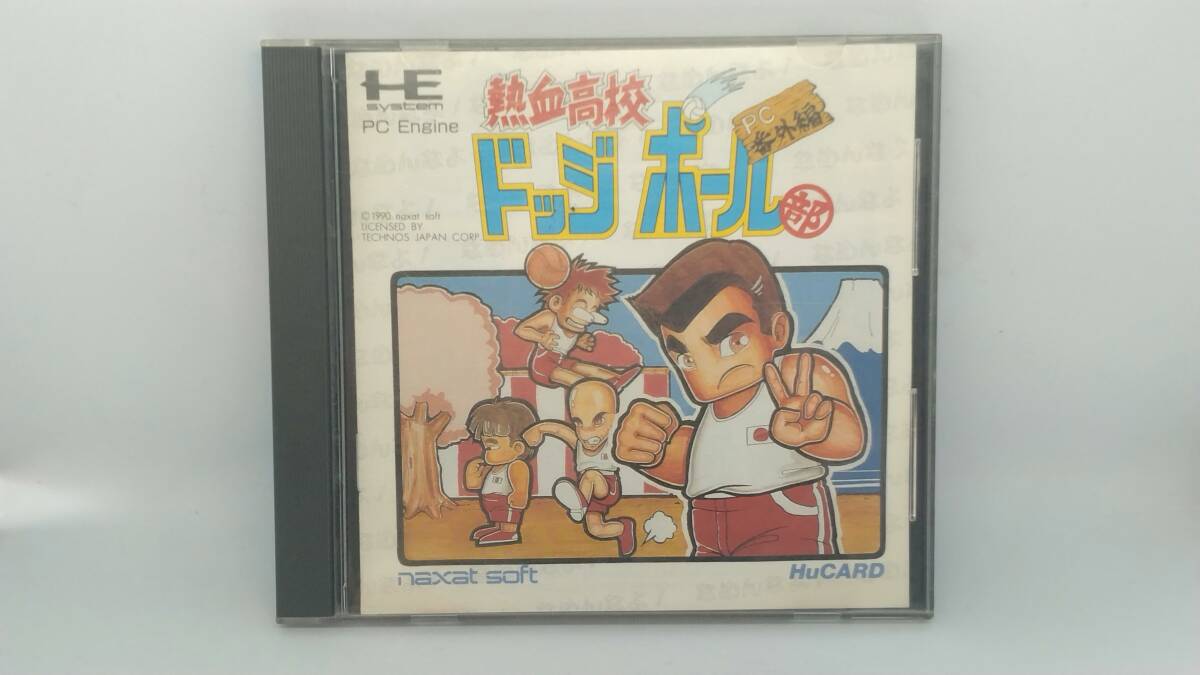 HE
system
PC Engine
熱血高校
ドッジボール部
PC
番外編
©1990 naxat soft
LICENSED BY
TECHNOS JAPAN CORP.
naxat soft
HuCARD